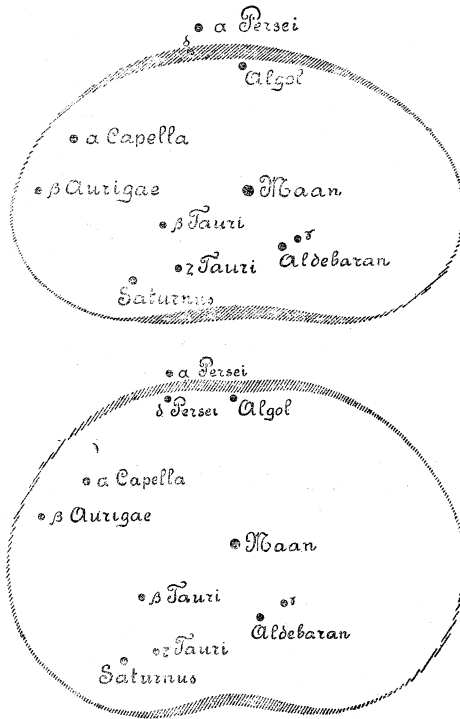 α Persei
δ
Algol
α Capella
β Aurigae
Maan
β Tauri
γ
Aldebaran
ζ Tauri
Saturnus
α Persei
δ Persei
Algol
α Capella
β Aurigae
Maan
β Tauri
γ
Aldebaran
ζ Tauri
Saturnus